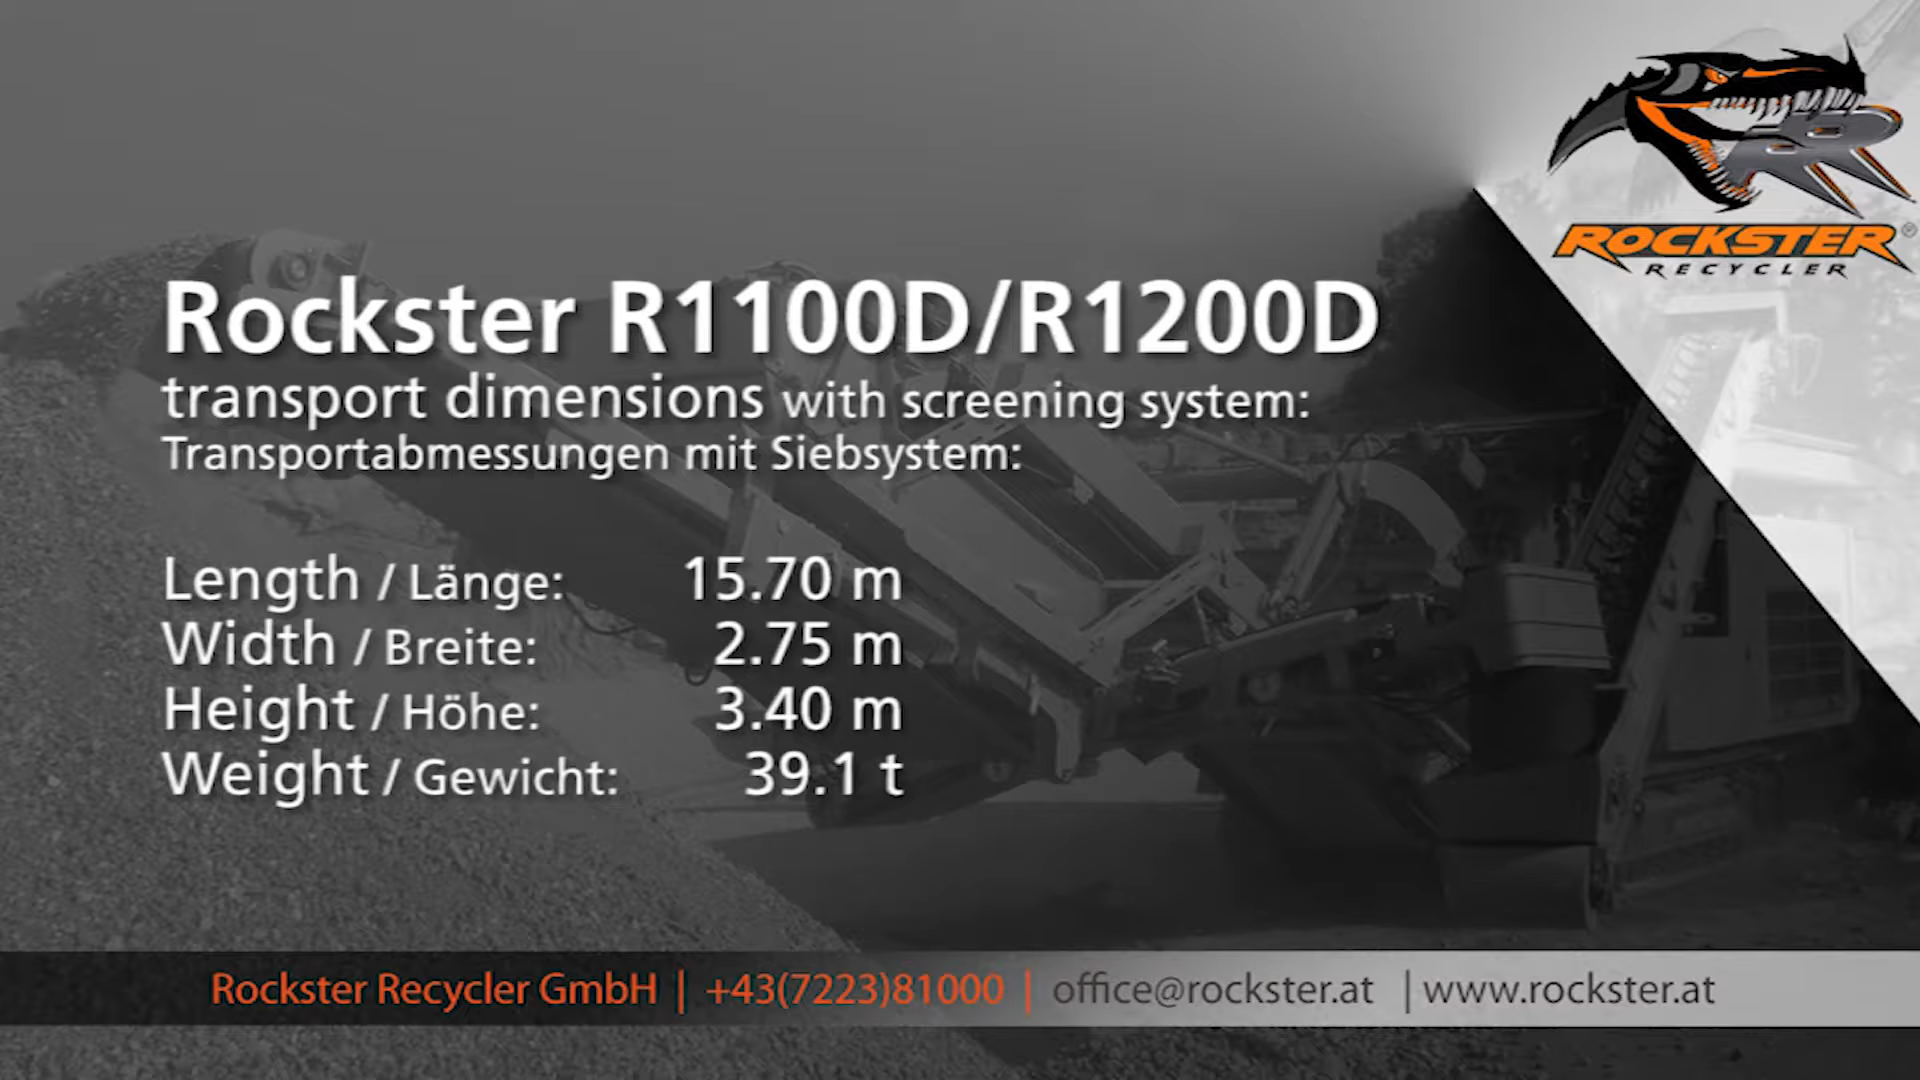 ROCKSTER®
RECYCLER
Rockster R1100D/R1200D
transport dimensions with screening system:
Transportabmessungen mit Siebsystem:
Length / Länge: 15.70 m
Width / Breite: 2.75 m
Height / Höhe: 3.40 m
Weight / Gewicht: 39.1 t
Rockster Recycler GmbH | +43(7223)81000 | office@rockster.at | www.rockster.at